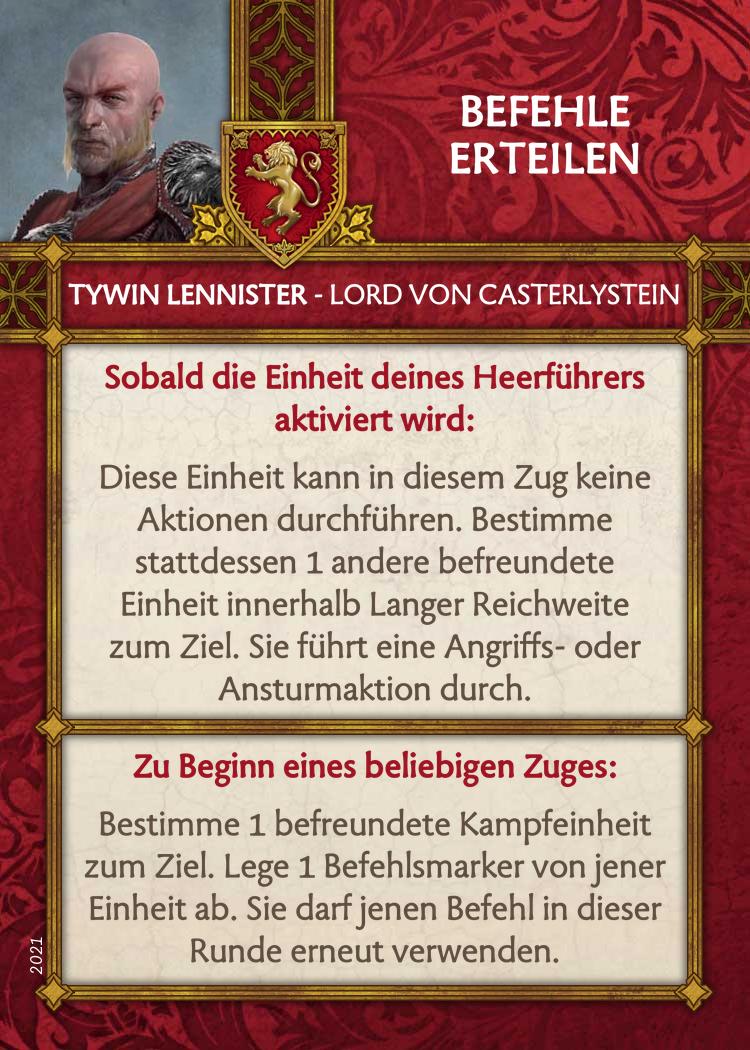 BEFEHLE
ERTEILEN
TYWIN LENNISTER - LORD VON CASTERLYSTEIN
Sobald die Einheit deines Heerführers
aktiviert wird:
Diese Einheit kann in diesem Zug keine
Aktionen durchführen. Bestimme
stattdessen 1 andere befreundete
Einheit innerhalb Langer Reichweite
zum Ziel. Sie führt eine Angriffs- oder
Ansturmaktion durch.
Zu Beginn eines beliebigen Zuges:
Bestimme 1 befreundete Kampfeinheit
zum Ziel. Lege 1 Befehlsmarker von jener
Einheit ab. Sie darf jenen Befehl in dieser
Runde erneut verwenden.
2021